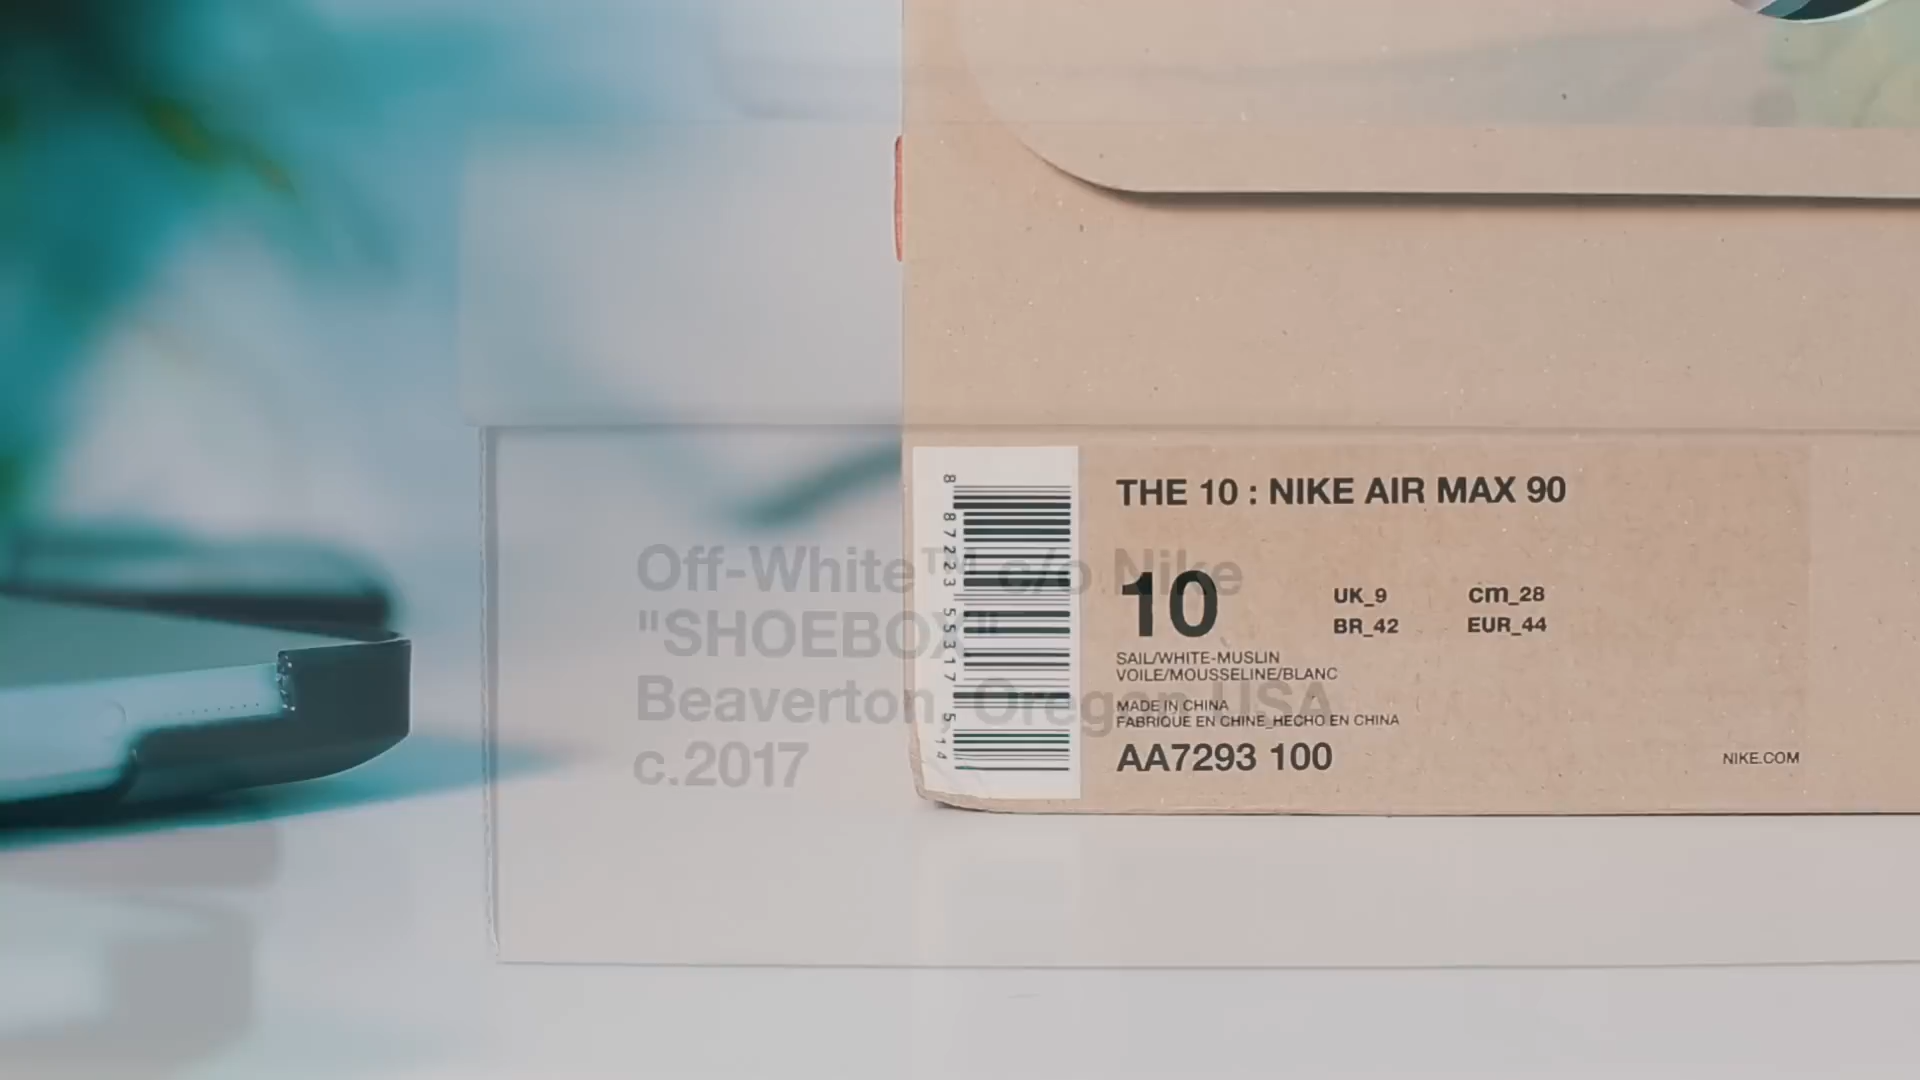 THE 10 : NIKE AIR MAX 90
10
UK_9 cm_28
BR_42 EUR_44
SAIL/WHITE-MUSLIN
VOILE/MOUSSELINE/BLANC
MADE IN CHINA
FABRIQUE EN CHINE_HECHO EN CHINA
AA7293 100
NIKE.COM
8 87223 55317 5 14
Off-White™ c/o Nike
"SHOEBOX"
Beaverton, Oregon USA
c.2017